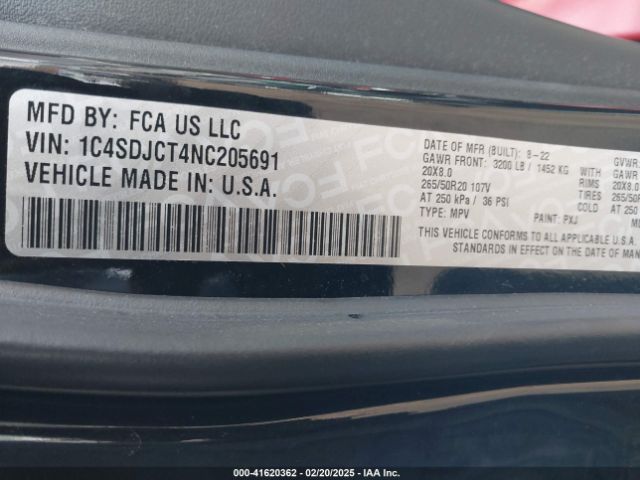 MFD BY: FCA US LLC
VIN: 1C4SDJCT4NC205691
VEHICLE MADE IN: U.S.A.
DATE OF MFR (BUILT): 8-22
GAWR FRONT: 3200 LB / 1452 KG
20X8.0
265/50R20 107V
AT 250 kPa / 36 PSI
TYPE: MPV
PAINT: PXJ
THIS VEHICLE CONFORMS TO ALL APPLICABLE U.S.A.
STANDARDS IN EFFECT ON THE DATE OF MAN
GVWR:
GAWR
WITH
RIMS 20X8.0
TIRES 265/50R
COLD AT 250
000-41620362 - 02/20/2025 - IAA Inc.